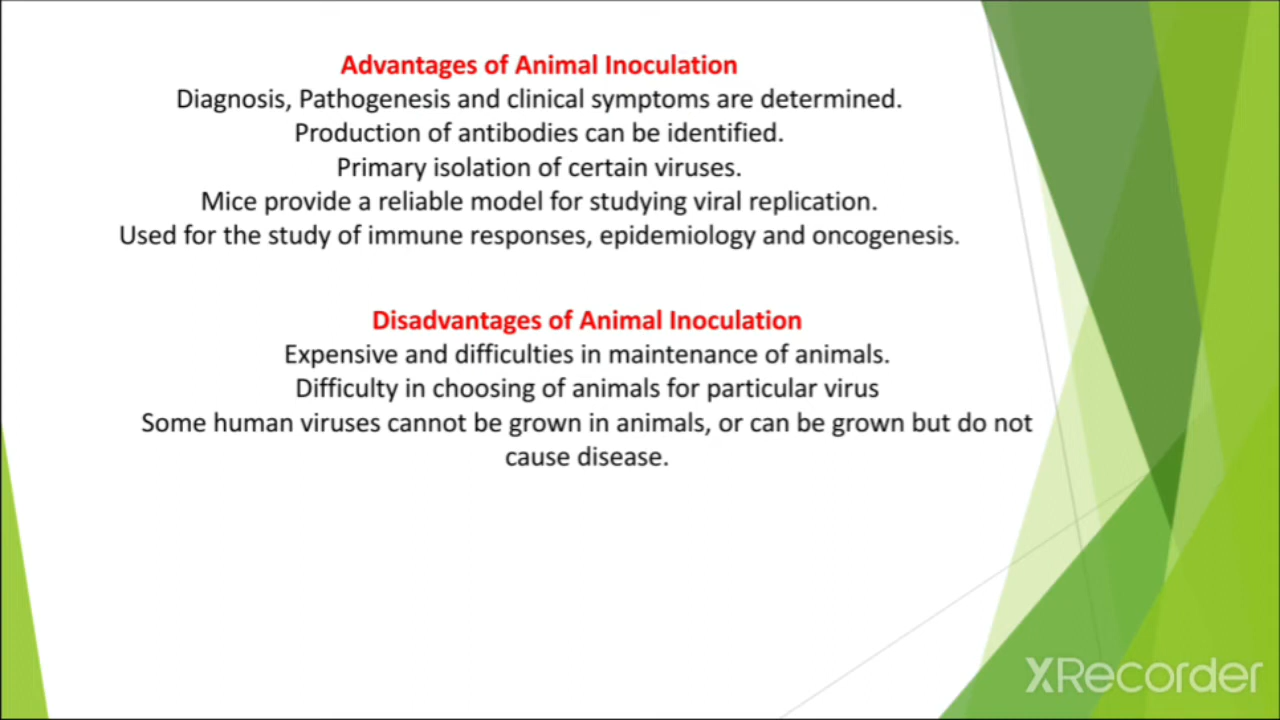 Advantages of Animal Inoculation
Diagnosis, Pathogenesis and clinical symptoms are determined.
Production of antibodies can be identified.
Primary isolation of certain viruses.
Mice provide a reliable model for studying viral replication.
Used for the study of immune responses, epidemiology and oncogenesis.
Disadvantages of Animal Inoculation
Expensive and difficulties in maintenance of animals.
Difficulty in choosing of animals for particular virus
Some human viruses cannot be grown in animals, or can be grown but do not
cause disease.
XRecorder